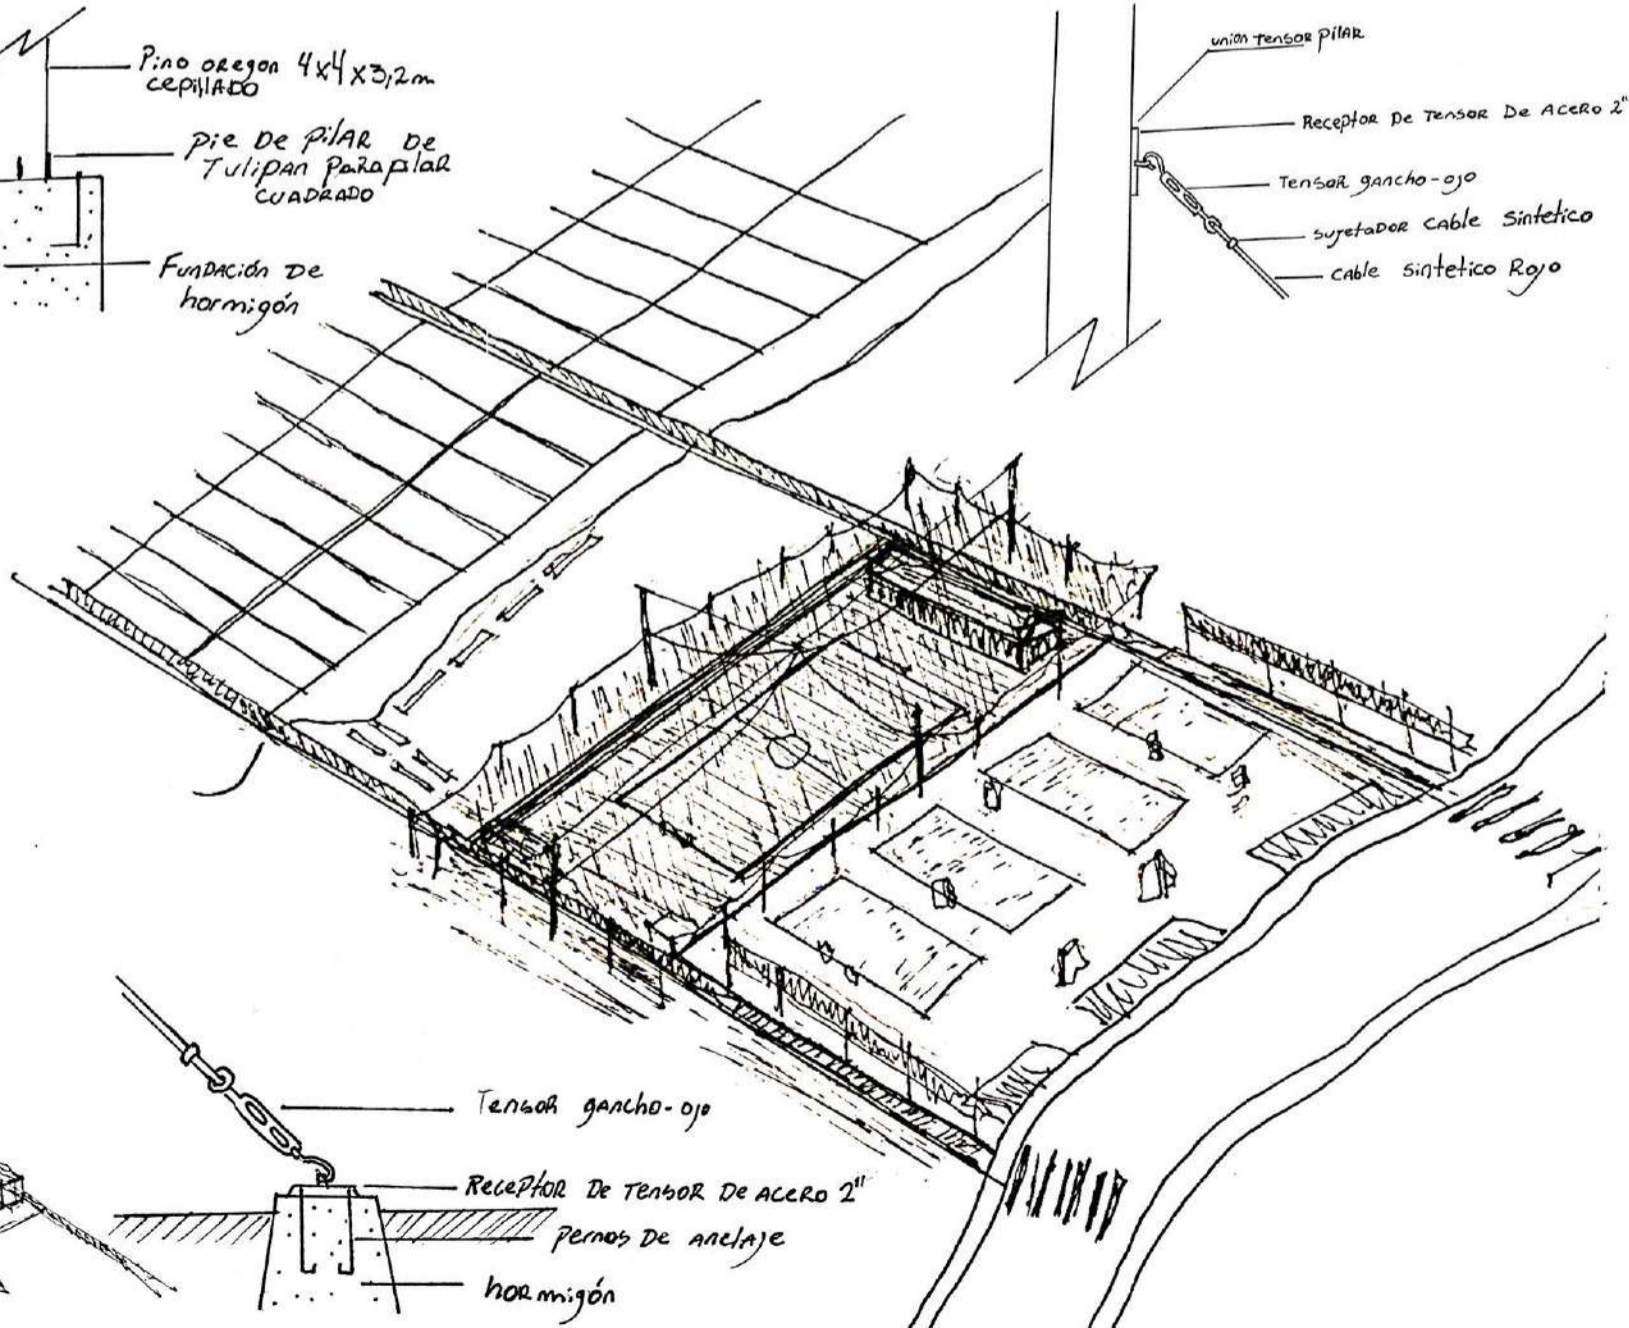 Pino oregon 4x4x3,2m
cepillADO
pie De pilAR De
Tulipan para pilar
CUADRADO
FunDAción De
hormigón
union Tensor pilAR
Receptor De Tensor De Acero 2"
Tensor gancho-ojo
sujetaDOR CAble Sintetico
CAble sintetico Rojo
Tensor gancho-ojo
Receptor De Tensor De Acero 2"
pernos De anclaje
hormigón